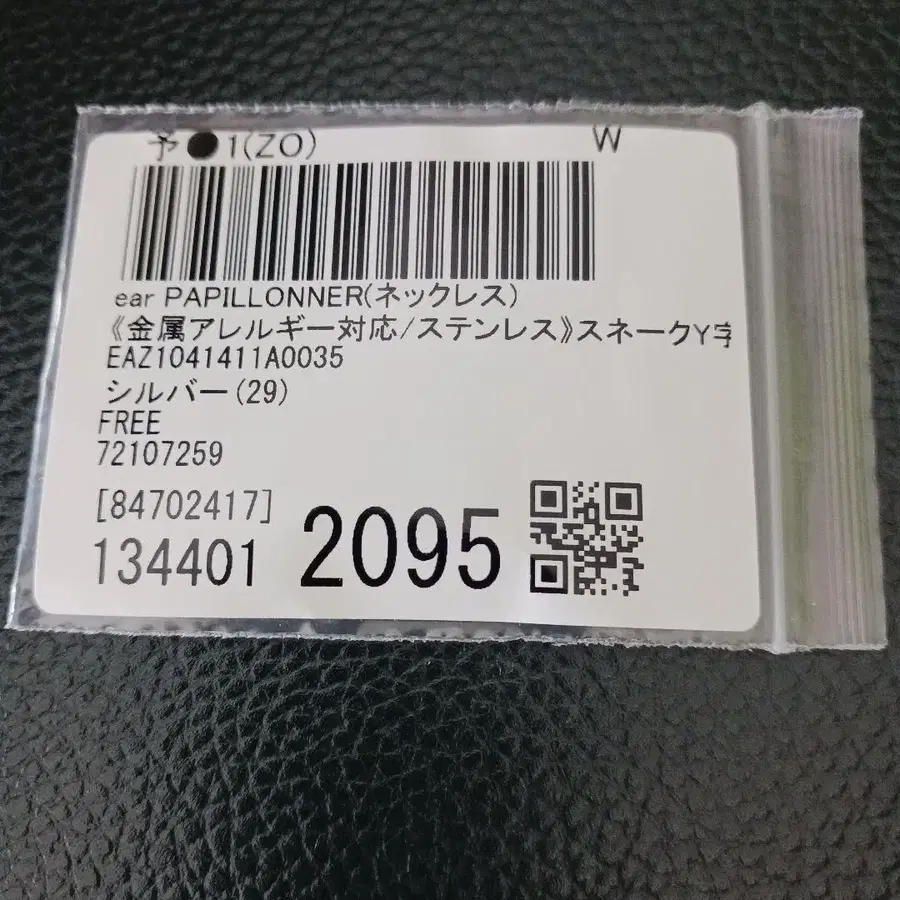 予●1(ZO) W
ear PAPILLONNER(ネックレス)
《金属アレルギー対応/ステンレス》スネークY字
EAZ1041411A0035
シルバー(29)
FREE
72107259
[84702417]
134401 2095